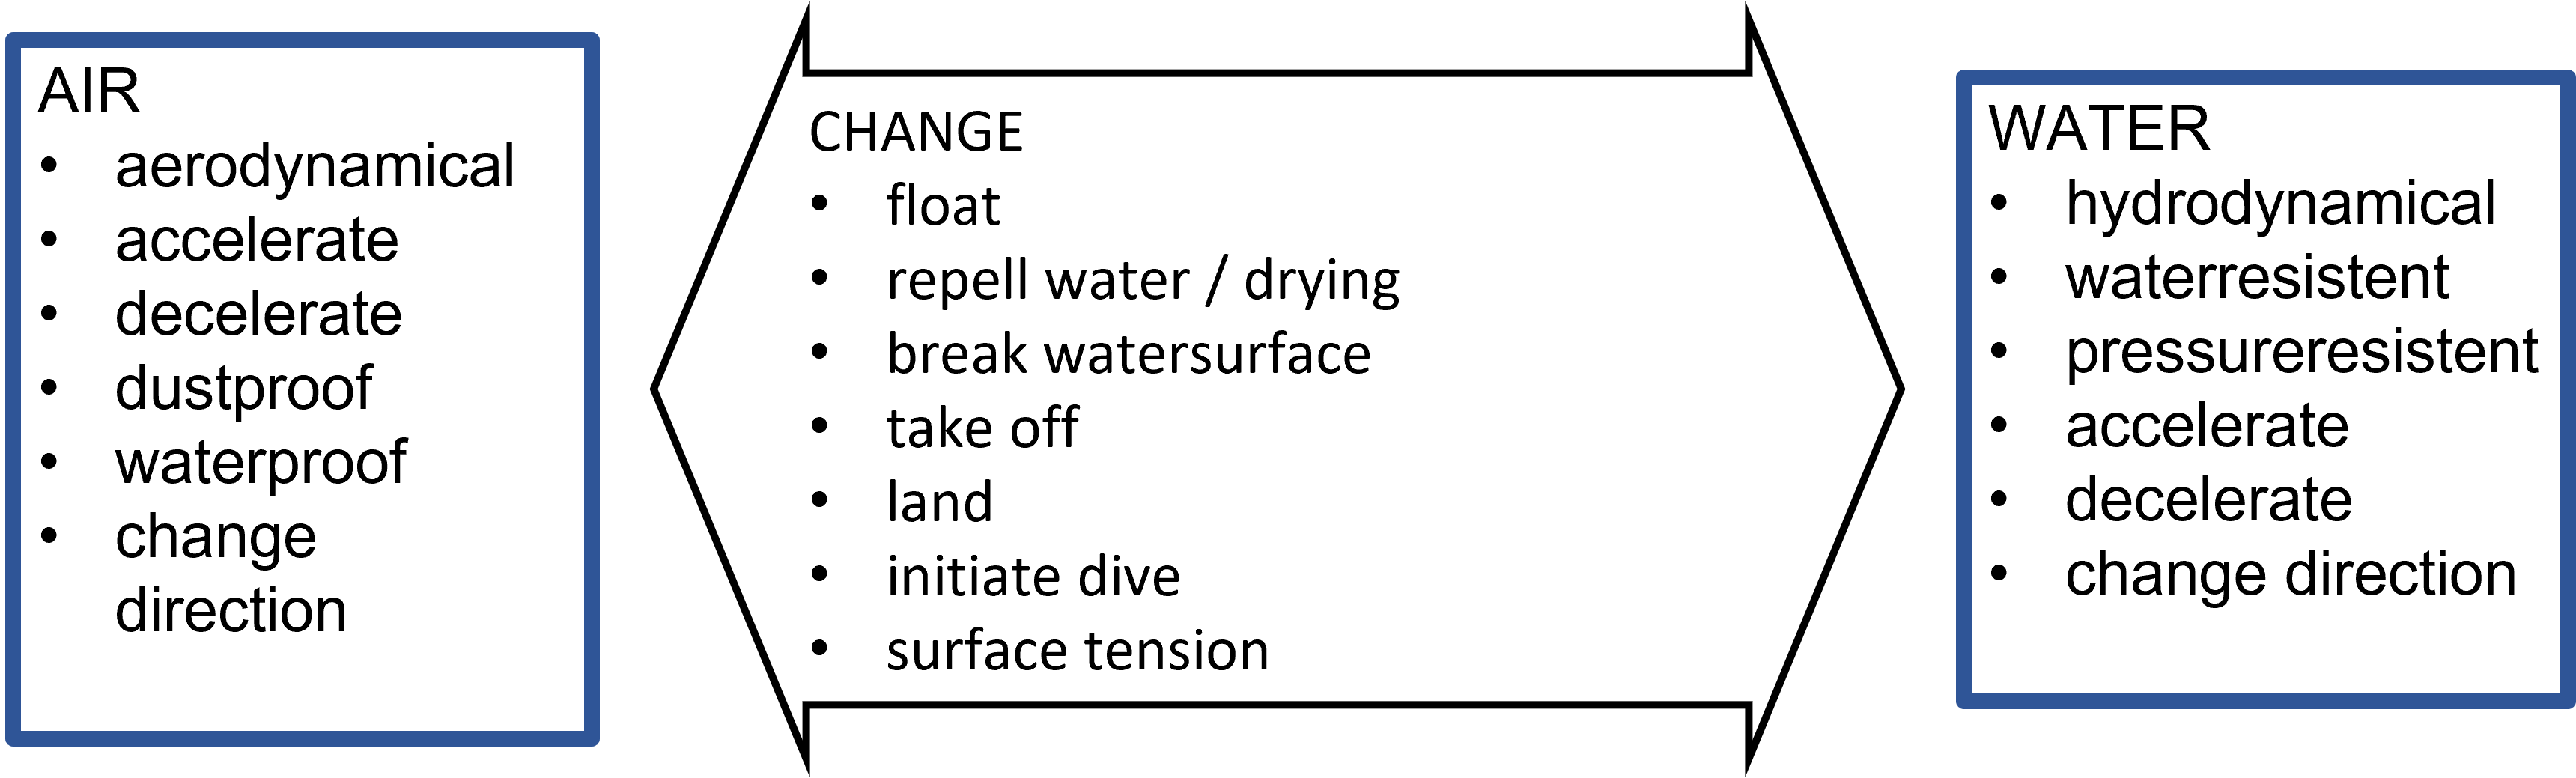 AIR
• aerodynamical
• accelerate
• decelerate
• dustproof
• waterproof
• change
direction
CHANGE
• float
• repell water / drying
• break watersurface
• take off
• land
• initiate dive
• surface tension
WATER
• hydrodynamical
• waterresistent
• pressureresistent
• accelerate
• decelerate
• change direction